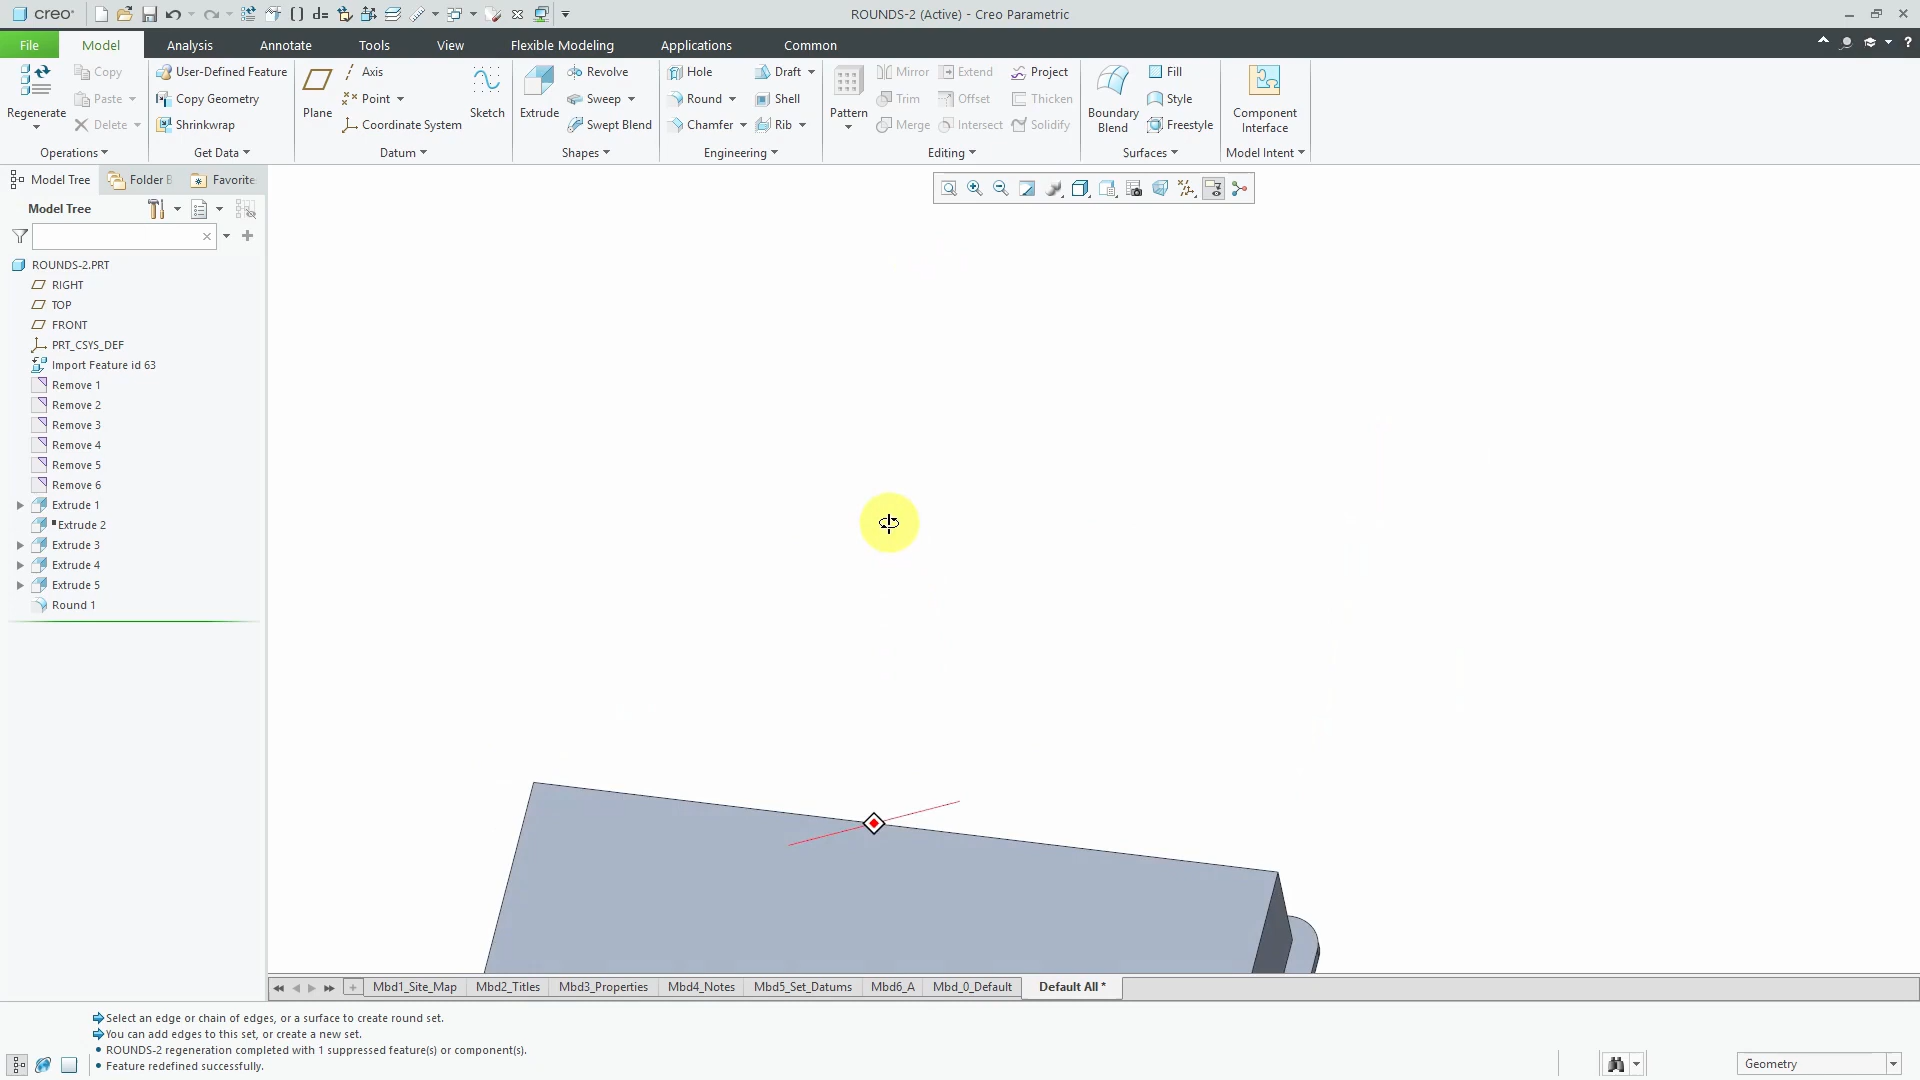 creo
ROUNDS-2 (Active) - Creo Parametric
File
Model
Analysis
Annotate
Tools
View
Flexible Modeling
Applications
Common
Regenerate
Copy
Paste
Delete
Operations
User-Defined Feature
Copy Geometry
Shrinkwrap
Get Data
Plane
Axis
Point
Coordinate System
Sketch
Datum
Extrude
Revolve
Sweep
Swept Blend
Shapes
Hole
Round
Chamfer
Draft
Shell
Rib
Engineering
Pattern
Mirror
Trim
Merge
Extend
Offset
Intersect
Project
Thicken
Solidify
Editing
Boundary
Blend
Fill
Style
Freestyle
Surfaces
Component
Interface
Model Intent
Model Tree
Folder B
Favorite
Model Tree
ROUNDS-2.PRT
RIGHT
TOP
FRONT
PRT_CSYS_DEF
Import Feature id 63
Remove 1
Remove 2
Remove 3
Remove 4
Remove 5
Remove 6
Extrude 1
Extrude 2
Extrude 3
Extrude 4
Extrude 5
Round 1
Mbd1_Site_Map
Mbd2_Titles
Mbd3_Properties
Mbd4_Notes
Mbd5_Set_Datums
Mbd6_A
Mbd_0_Default
Default All *
Select an edge or chain of edges, or a surface to create round set.
You can add edges to this set, or create a new set.
• ROUNDS-2 regeneration completed with 1 suppressed feature(s) or component(s).
• Feature redefined successfully.
Geometry